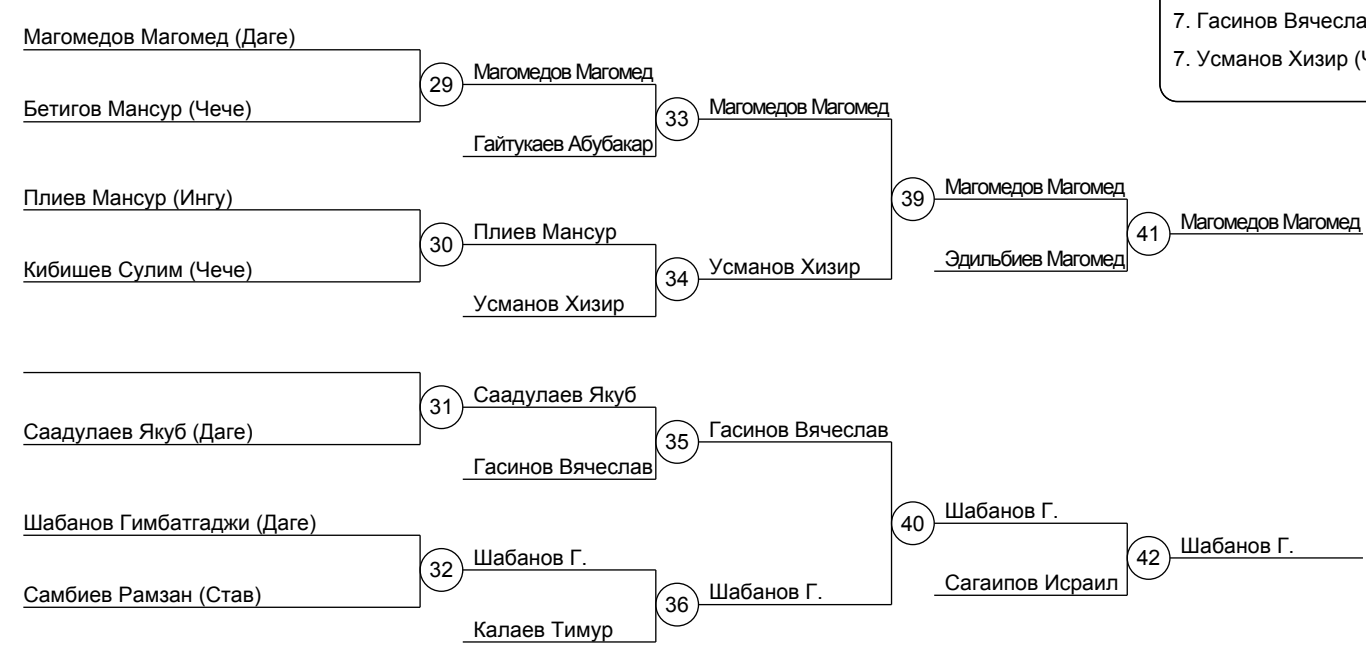 7. Гасинов Вячесла
7. Усманов Хизир (
Магомедов Магомед (Даге)
29
Бетигов Мансур (Чече)
Магомедов Магомед
33
Гайтукаев Абубакар
Магомедов Магомед
Плиев Мансур (Ингу)
30
Кибишев Сулим (Чече)
Плиев Мансур
34
Усманов Хизир
Усманов Хизир
39
Магомедов Магомед
41
Эдильбиев Магомед
Магомедов Магомед
31
Саадулаев Якуб (Даге)
Саадулаев Якуб
35
Гасинов Вячеслав
Гасинов Вячеслав
Шабанов Гимбатгаджи (Даге)
32
Самбиев Рамзан (Став)
Шабанов Г.
36
Калаев Тимур
Шабанов Г.
40
Шабанов Г.
42
Сагаипов Исраил
Шабанов Г.